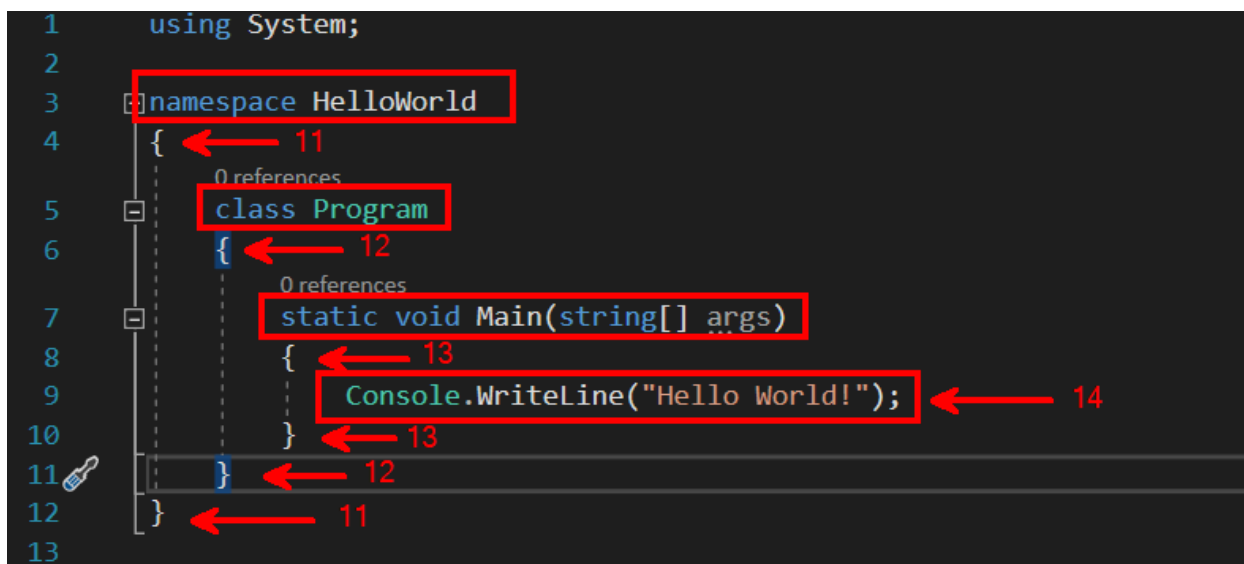 1 using System;
2
3 namespace HelloWorld
4 { 11
0 references
5 class Program
6 { 12
0 references
7 static void Main(string[] args)
8 { 13
9 Console.WriteLine("Hello World!"); 14
10 } 13
11 } 12
12 } 11
13